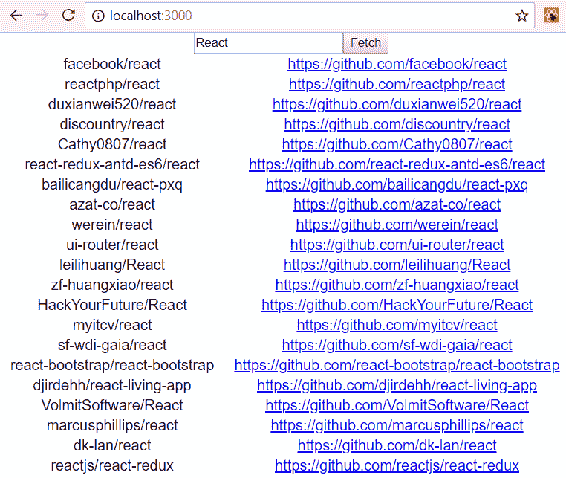 localhost:3000
React Fetch
facebook/react https://github.com/facebook/react
reactphp/react https://github.com/reactphp/react
duxianwei520/react https://github.com/duxianwei520/react
discountry/react https://github.com/discountry/react
Cathy0807/react https://github.com/Cathy0807/react
react-redux-antd-es6/react https://github.com/react-redux-antd-es6/react
bailicangdu/react-pxq https://github.com/bailicangdu/react-pxq
azat-co/react https://github.com/azat-co/react
werein/react https://github.com/werein/react
ui-router/react https://github.com/ui-router/react
leilihuang/React https://github.com/leilihuang/React
zf-huangxiao/react https://github.com/zf-huangxiao/react
HackYourFuture/React https://github.com/HackYourFuture/React
myitcv/react https://github.com/myitcv/react
sf-wdi-gaia/react https://github.com/sf-wdi-gaia/react
react-bootstrap/react-bootstrap https://github.com/react-bootstrap/react-bootstrap
djirdehh/react-living-app https://github.com/djirdehh/react-living-app
VolmitSoftware/React https://github.com/VolmitSoftware/React
marcusphillips/react https://github.com/marcusphillips/react
dk-lan/react https://github.com/dk-lan/react
reactjs/react-redux https://github.com/reactjs/react-redux